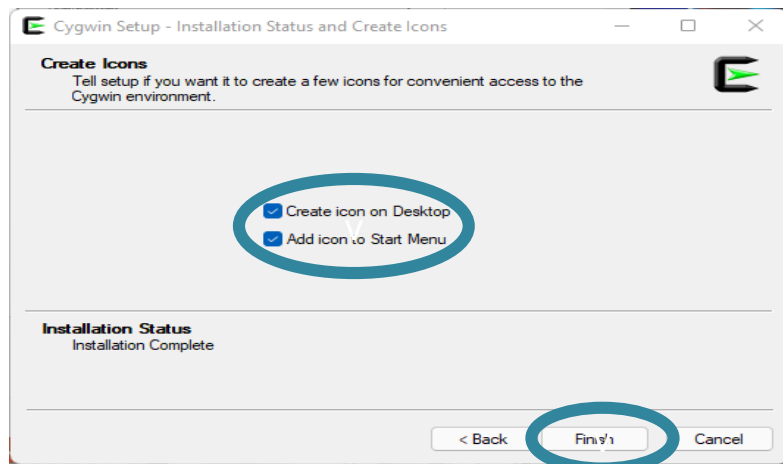 Cygwin Setup - Installation Status and Create Icons
Create Icons
Tell setup if you want it to create a few icons for convenient access to the
Cygwin environment.
Create icon on Desktop
Add icon to Start Menu
Installation Status
Installation Complete
< Back
Finish
Cancel